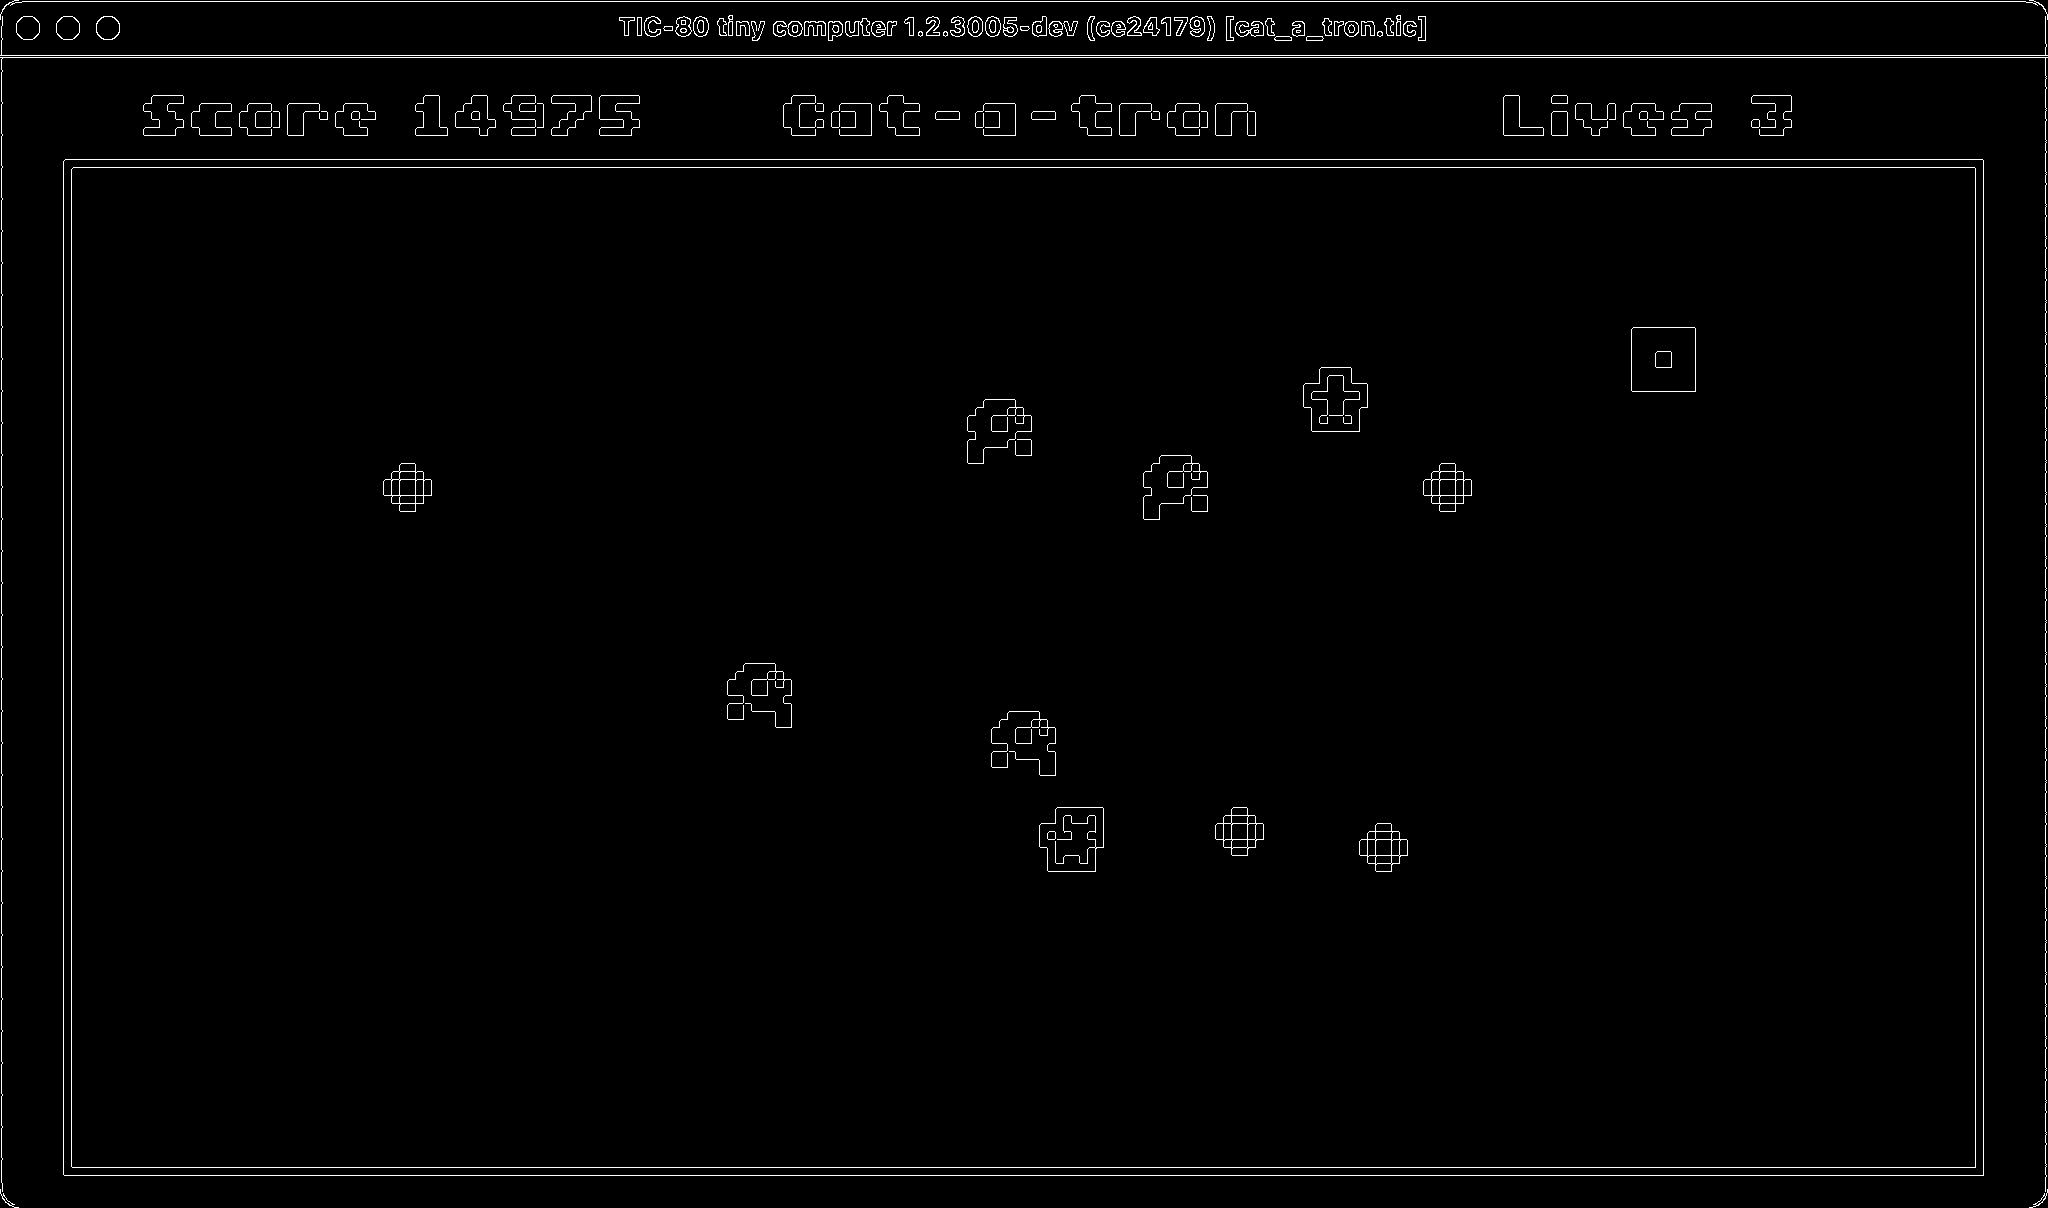 TIC-80 tiny computer 1.2.3005-dev (ce24179) [cat_a_tron.tic]
Score 14975 Cat-a-tron Lives 3